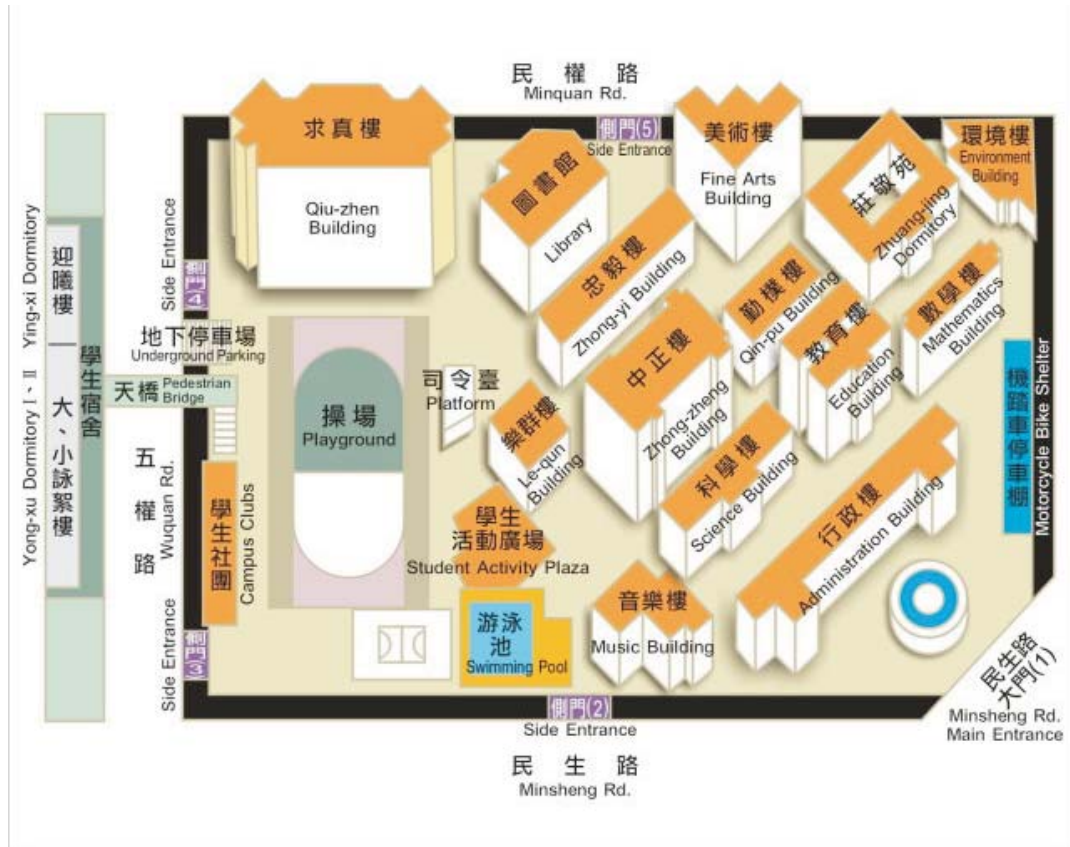 民權路
Minquan Rd.
求真樓
Qiu-zhen
Building
圖書館
Library
側門(5)
Side Entrance
美術樓
Fine Arts
Building
莊敬苑
Zhuang-jing
Dormitory
環境樓
Environment
Building
Side Entrance
側門(4)
忠毅樓
Zhong-yi Building
勤樸樓
Qin-pu Building
數學樓
Mathematics
Building
教育樓
Education
Building
中正樓
Zhong-zheng
Building
迎曦樓
Ying-xi Dormitory
大、小詠絮樓
Yong-xu Dormitory I、II
學生宿舍
地下停車場
Underground Parking
天橋
Pedestrian
Bridge
操場
Playground
司令臺
Platform
樂群樓
Le-qun
Building
科學樓
Science Building
機踏車停車棚
Motorcycle Bike Shelter
五權路
Wuquan Rd.
學生社團
Campus Clubs
學生
活動廣場
Student Activity Plaza
行政樓
Administration Building
Side Entrance
側門(3)
游泳
池
Swimming Pool
音樂樓
Music Building
側門(2)
Side Entrance
民生路
大門(1)
Minsheng Rd.
Main Entrance
民生路
Minsheng Rd.